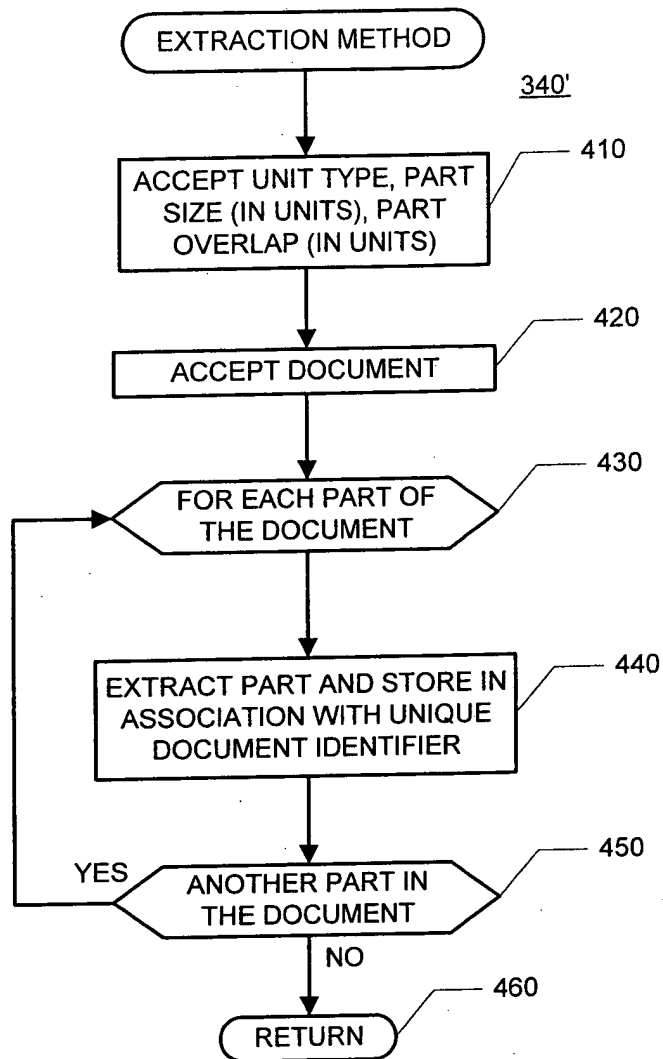 EXTRACTION METHOD
340'
410
ACCEPT UNIT TYPE, PART
SIZE (IN UNITS), PART
OVERLAP (IN UNITS)
420
ACCEPT DOCUMENT
430
FOR EACH PART OF
THE DOCUMENT
440
EXTRACT PART AND STORE IN
ASSOCIATION WITH UNIQUE
DOCUMENT IDENTIFIER
450
YES
ANOTHER PART IN
THE DOCUMENT
NO
460
RETURN